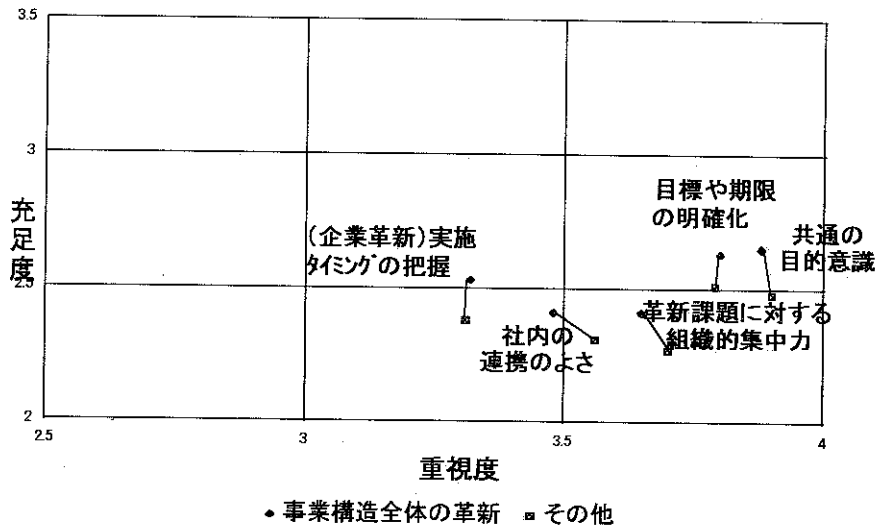 3.5
3
2.5
2
充足度
目標や期限
の明確化
共通の
目的意識
(企業革新)実施
タイミングの把握
革新課題に対する
組織的集中力
社内の
連携のよさ
2.5
3
3.5
4
重視度
事業構造全体の革新 その他